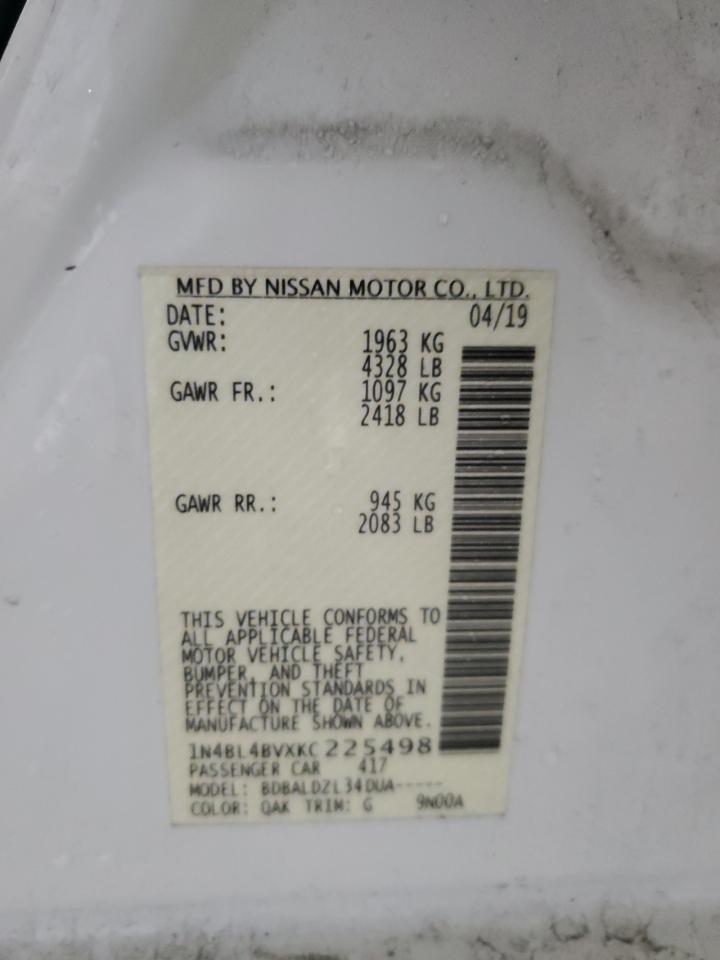 MFD BY NISSAN MOTOR CO., LTD.
DATE: 04/19
GVWR: 1963 KG
4328 LB
GAWR FR.: 1097 KG
2418 LB
GAWR RR.: 945 KG
2083 LB
THIS VEHICLE CONFORMS TO
ALL APPLICABLE FEDERAL
MOTOR VEHICLE SAFETY,
BUMPER, AND THEFT
PREVENTION STANDARDS IN
EFFECT ON THE DATE OF
MANUFACTURE SHOWN ABOVE.
1N4BL4BVXKC225498
PASSENGER CAR 417
MODEL: BDBALDZL34DUA-----
COLOR: QAK TRIM: G 9N00A